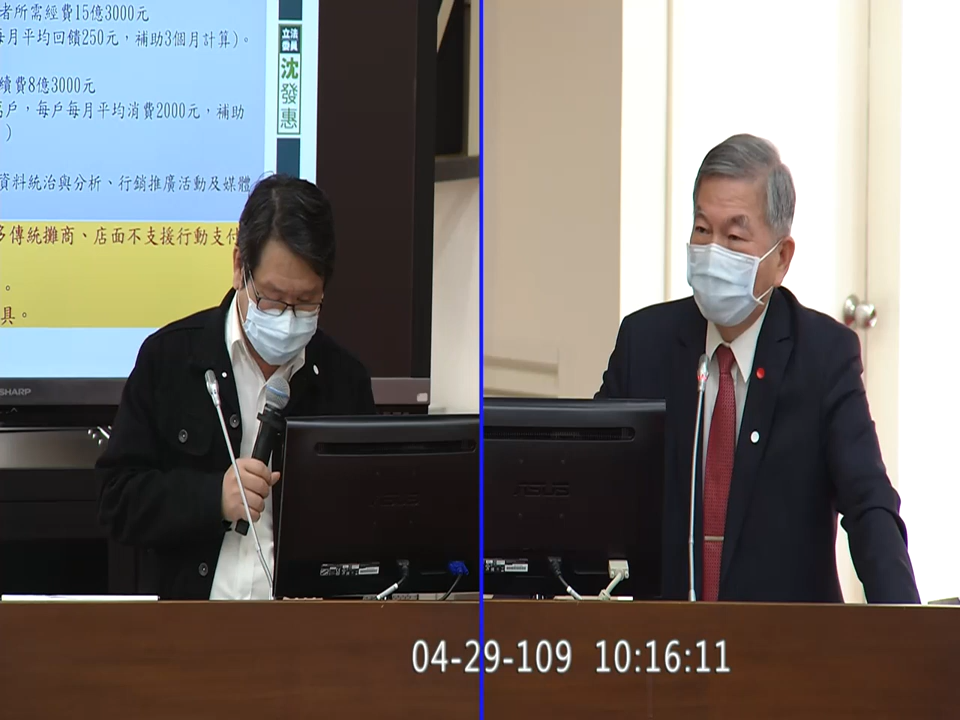 者所需經費15億3000元
每月平均回饋250元，補助3個月計算)。
續費8億3000元
戶，每戶每月平均消費2000元，補助
)
資料統治與分析、行銷推廣活動及媒體
多傳統攤商、店面不支援行動支付
。
具。
立法委員
沈發惠
SHARP
ASUS
ASUS
04-29-109 10:16:11